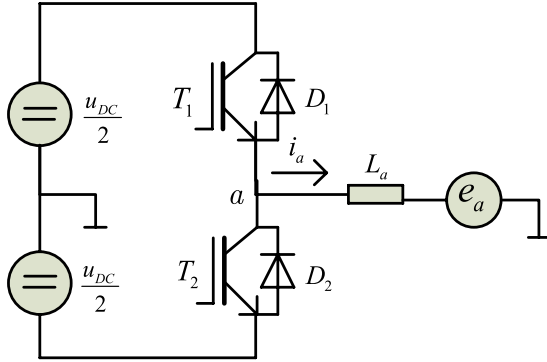 u_DC/2
T_1
D_1
i_a
L_a
a
e_a
u_DC/2
T_2
D_2